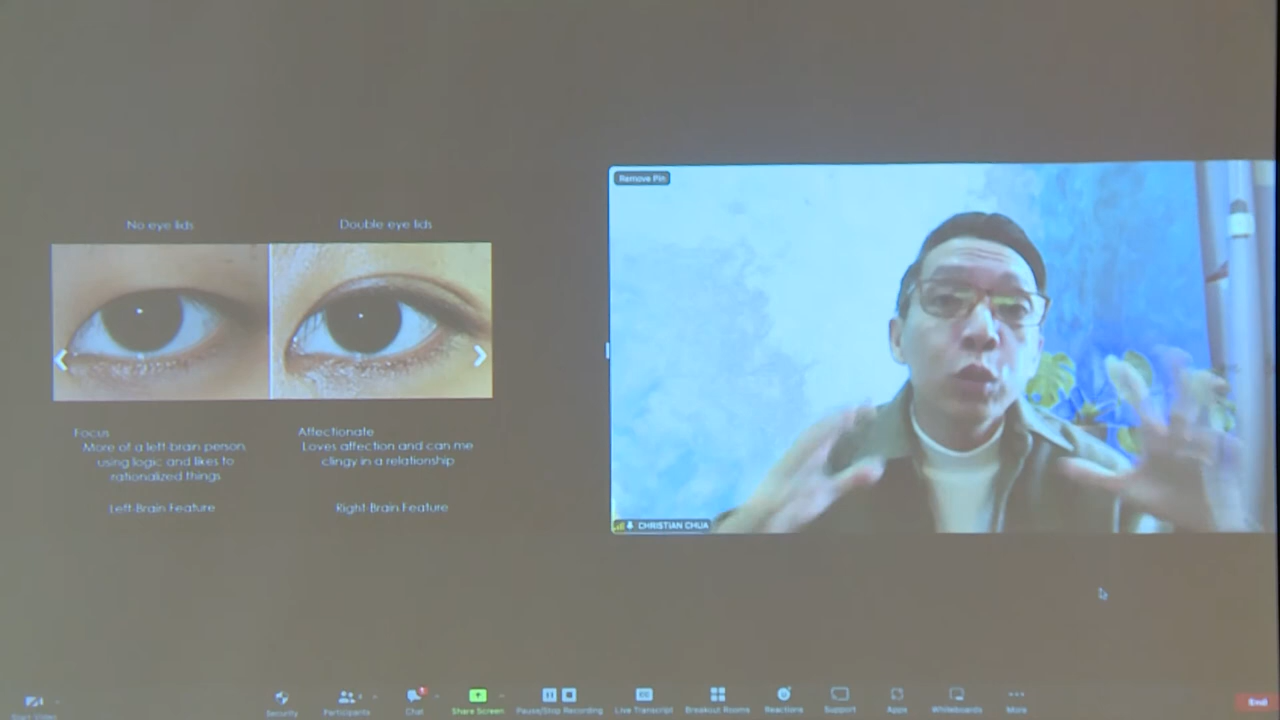 No eye lids
Double eye lids
Focus
More of a left-brain person,
using logic and likes to
rationalized things
Left-Brain Feature
Affectionate
Loves affection and can me
clingy in a relationship
Right-Brain Feature
Remove Pin
CHRISTIAN CHUA
Start Video
Security
Participants
Chat
Share Screen
Pause/Stop Recording
Live Transcript
Breakout Rooms
Reactions
Support
Apps
Whiteboards
More
End